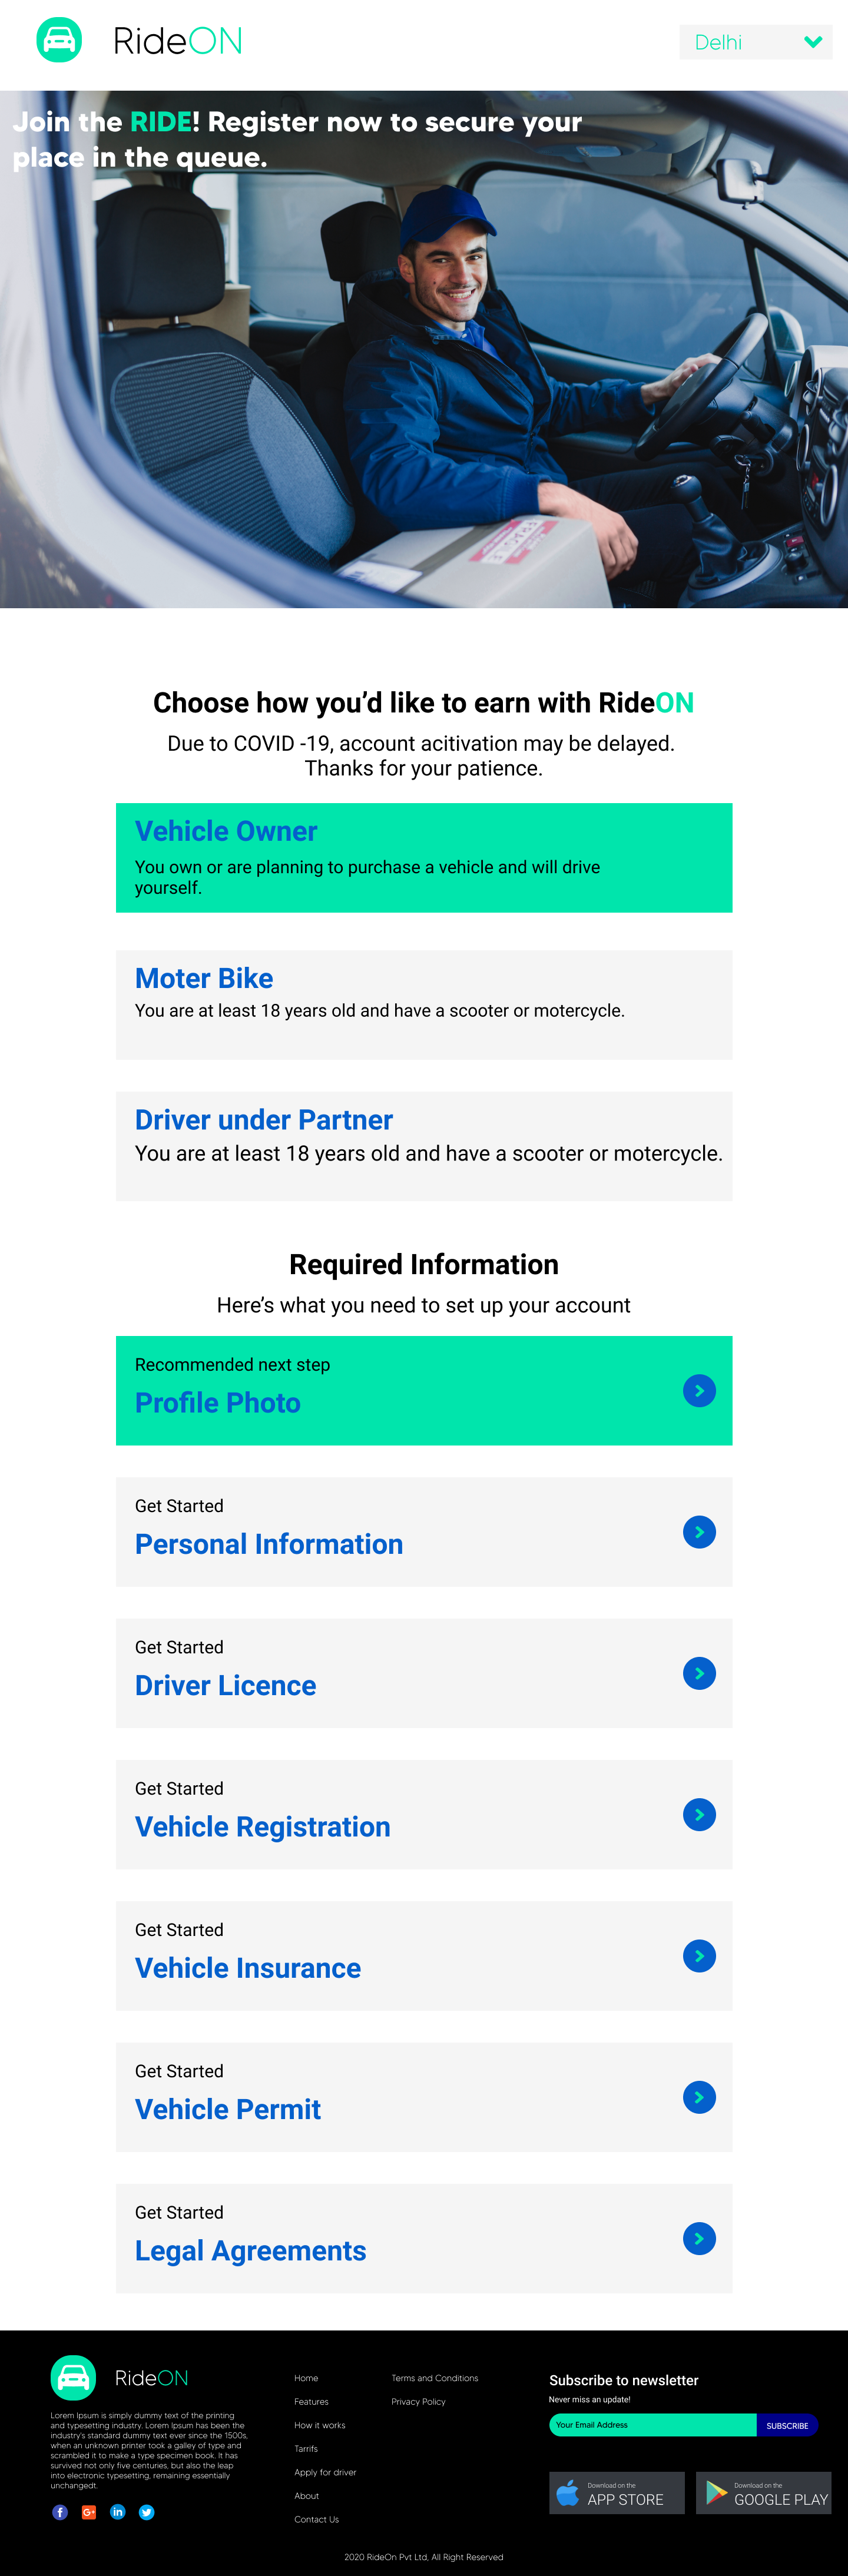 RideON
Delhi
Join the RIDE! Register now to secure your
place in the queue.
FRAGILE
Choose how you’d like to earn with RideON
Due to COVID -19, account acitivation may be delayed.
Thanks for your patience.
Vehicle Owner
You own or are planning to purchase a vehicle and will drive
yourself.
Moter Bike
You are at least 18 years old and have a scooter or motercycle.
Driver under Partner
You are at least 18 years old and have a scooter or motercycle.
Required Information
Here’s what you need to set up your account
Recommended next step
Profile Photo
Get Started
Personal Information
Get Started
Driver Licence
Get Started
Vehicle Registration
Get Started
Vehicle Insurance
Get Started
Vehicle Permit
Get Started
Legal Agreements
RideON
Lorem Ipsum is simply dummy text of the printing
and typesetting industry. Lorem Ipsum has been the
industry's standard dummy text ever since the 1500s,
when an unknown printer took a galley of type and
scrambled it to make a type specimen book. It has
survived not only five centuries, but also the leap
into electronic typesetting, remaining essentially
unchangedt.
f
G+
in
Home
Features
How it works
Tarrifs
Apply for driver
About
Contact Us
Terms and Conditions
Privacy Policy
Subscribe to newsletter
Never miss an update!
Your Email Address
SUBSCRIBE
Download on the
APP STORE
Download on the
GOOGLE PLAY
2020 RideOn Pvt Ltd, All Right Reserved